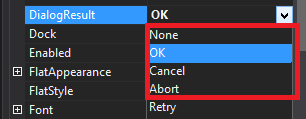 DialogResult OK
Dock None
Enabled OK
FlatAppearance Cancel
FlatStyle Abort
Font Retry